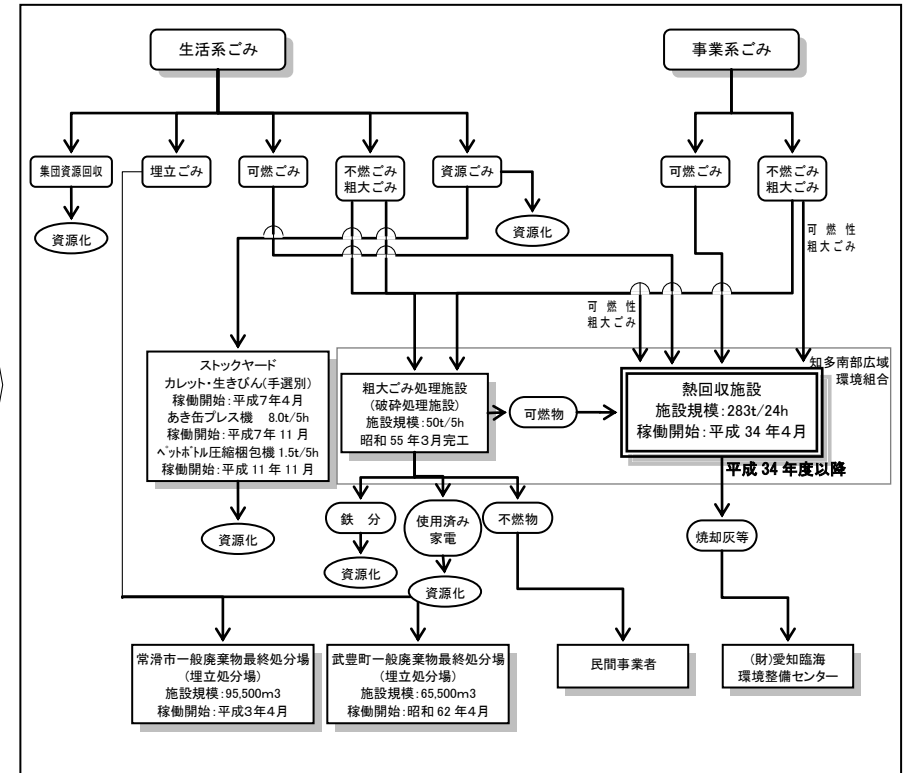 生活系ごみ
事業系ごみ
集団資源回収
埋立ごみ
可燃ごみ
不燃ごみ
粗大ごみ
資源ごみ
可燃ごみ
不燃ごみ
粗大ごみ
資源化
資源化
可 燃 性
粗大ごみ
可 燃 性
粗大ごみ
ストックヤード
カレット・生きびん(手選別)
稼働開始:平成7年4月
あき缶プレス機 8.0t/5h
稼働開始:平成7年11月
ペットボトル圧縮梱包機 1.5t/5h
稼働開始:平成11年11月
粗大ごみ処理施設
(破砕処理施設)
施設規模:50t/5h
昭和55年3月完工
可燃物
知多南部広域
環境組合
熱回収施設
施設規模:283t/24h
稼働開始:平成34年4月
平成34年度以降
資源化
鉄 分
使用済み
家電
不燃物
焼却灰等
資源化
資源化
常滑市一般廃棄物最終処分場
(埋立処分場)
施設規模:95,500m3
稼働開始:平成3年4月
武豊町一般廃棄物最終処分場
(埋立処分場)
施設規模:65,500m3
稼働開始:昭和62年4月
民間事業者
(財)愛知臨海
環境整備センター